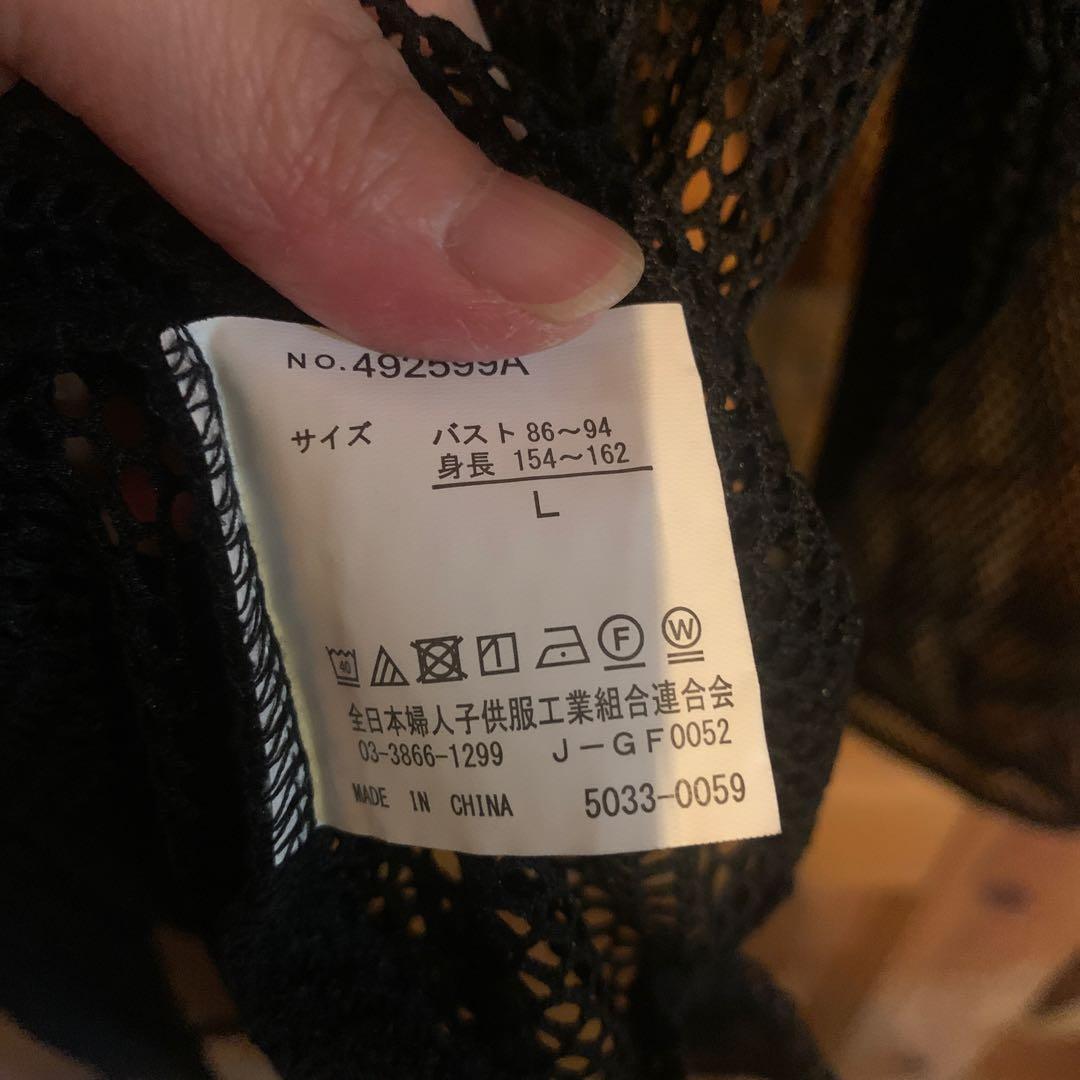 NO.492599A
サイズ
バスト 86～94
身長 154～162
L
40
F
W
全日本婦人子供服工業組合連合会
03-3866-1299 J－GF0052
MADE IN CHINA 5033-0059